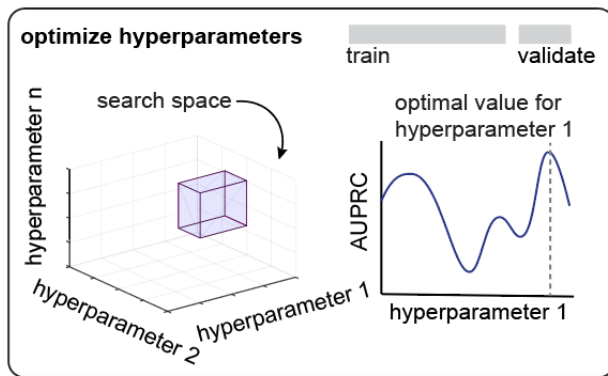 optimize hyperparameters
train
validate
search space
hyperparameter n
hyperparameter 2
hyperparameter 1
optimal value for
hyperparameter 1
AUPRC
hyperparameter 1